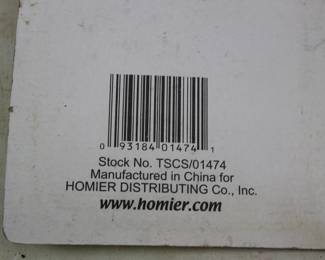 0 93184 01474 1
Stock No. TSCS/01474
Manufactured in China for
HOMIER DISTRIBUTING Co., Inc.
www.homier.com